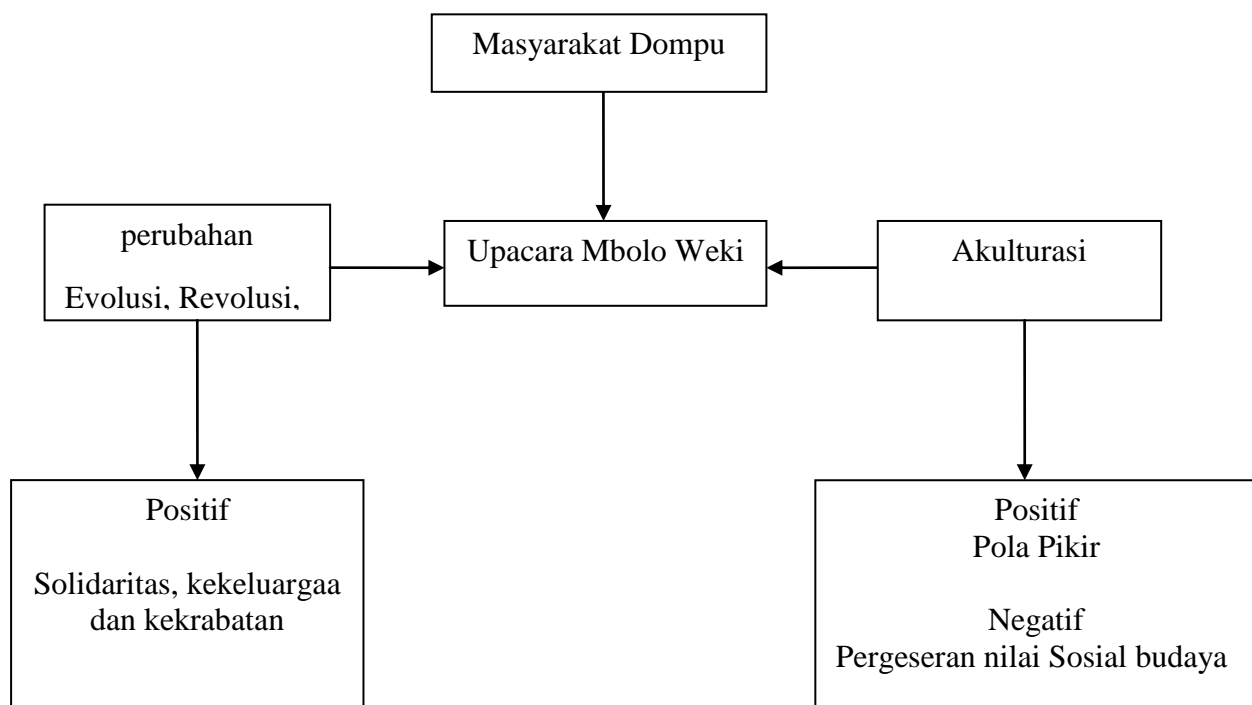 Masyarakat Dompu
perubahan
Evolusi, Revolusi,
Upacara Mbolo Weki
Akulturasi
Positif
Solidaritas, kekeluargaa
dan kekrabatan
Positif
Pola Pikir
Negatif
Pergeseran nilai Sosial budaya